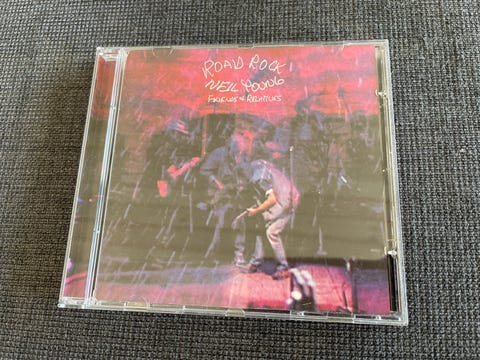 ROAD ROCK
NEIL YOUNG
FRIENDS & RELATIVES